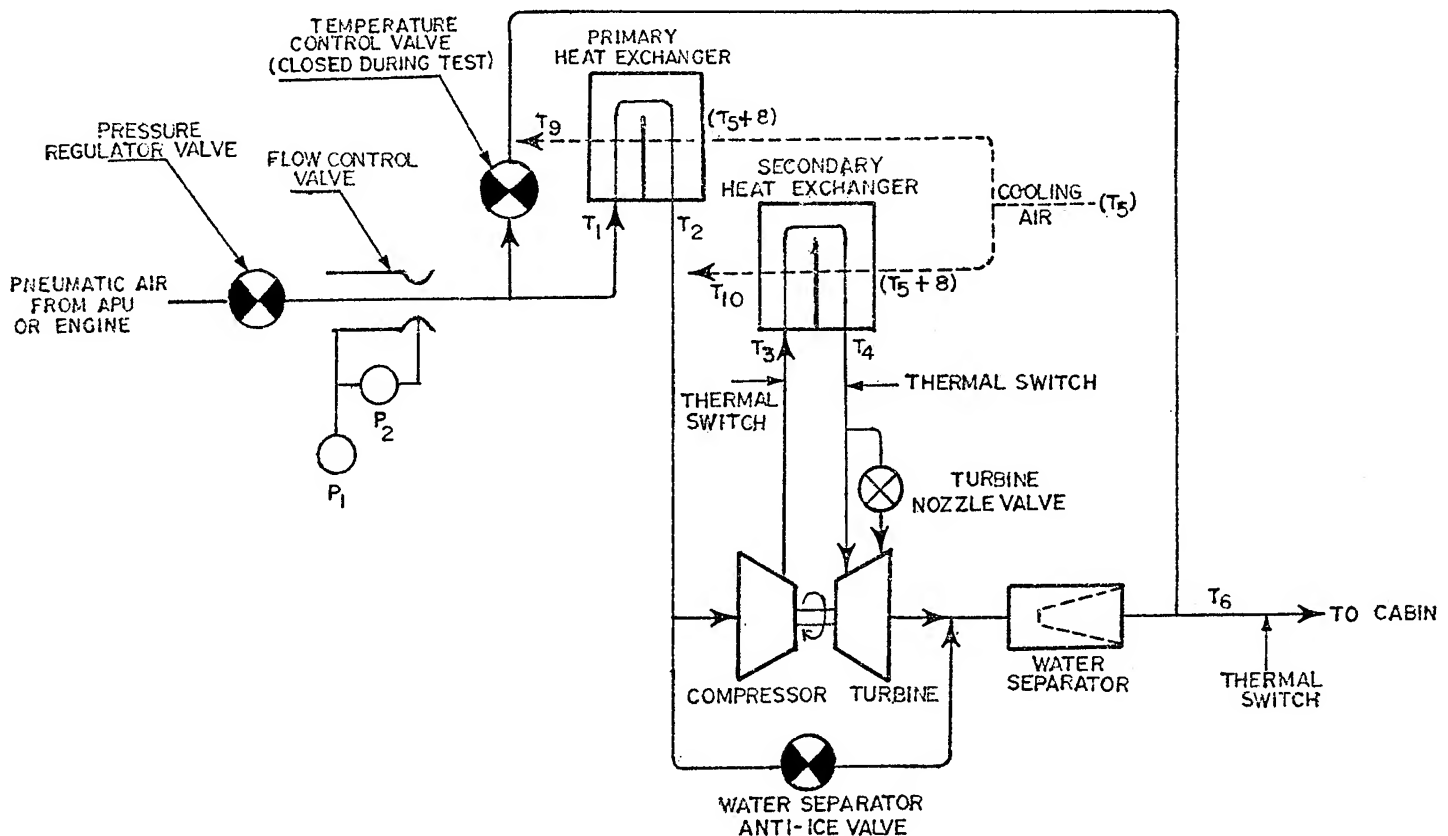 TEMPERATURE
CONTROL VALVE
(CLOSED DURING TEST)
PRIMARY
HEAT EXCHANGER
PRESSURE
REGULATOR VALVE
FLOW CONTROL
VALVE
T9
(T5+8)
SECONDARY
HEAT EXCHANGER
COOLING
AIR
(T5)
T1
T2
PNEUMATIC AIR
FROM APU
OR ENGINE
T10
(T5+8)
T3
T4
THERMAL
SWITCH
THERMAL SWITCH
P2
P1
TURBINE
NOZZLE VALVE
T6
TO CABIN
COMPRESSOR
TURBINE
WATER
SEPARATOR
THERMAL
SWITCH
WATER SEPARATOR
ANTI-ICE VALVE